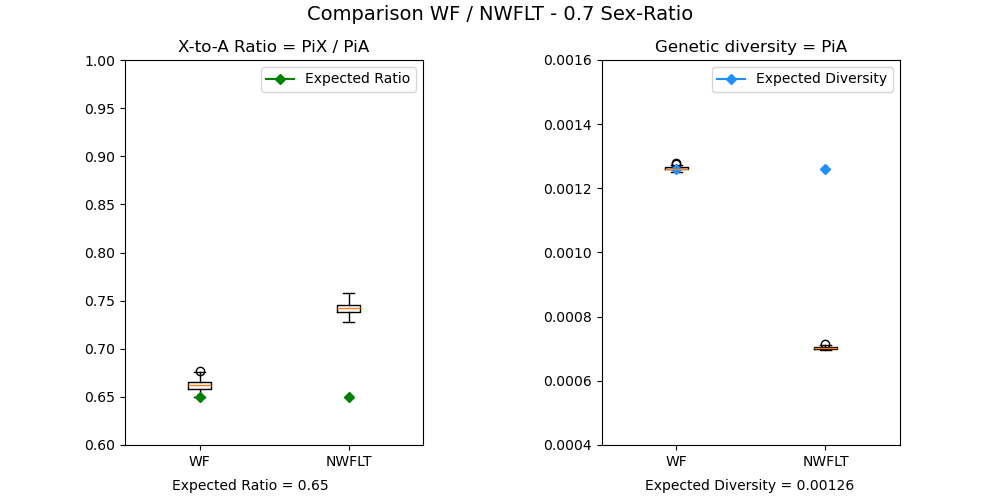 Comparison WF / NWFLT - 0.7 Sex-Ratio
X-to-A Ratio = PiX / PiA
1.00
0.95
0.90
0.85
0.80
0.75
0.70
0.65
0.60
Expected Ratio
WF
NWFLT
Expected Ratio = 0.65
Genetic diversity = PiA
0.0016
0.0014
0.0012
0.0010
0.0008
0.0006
0.0004
Expected Diversity
WF
NWFLT
Expected Diversity = 0.00126